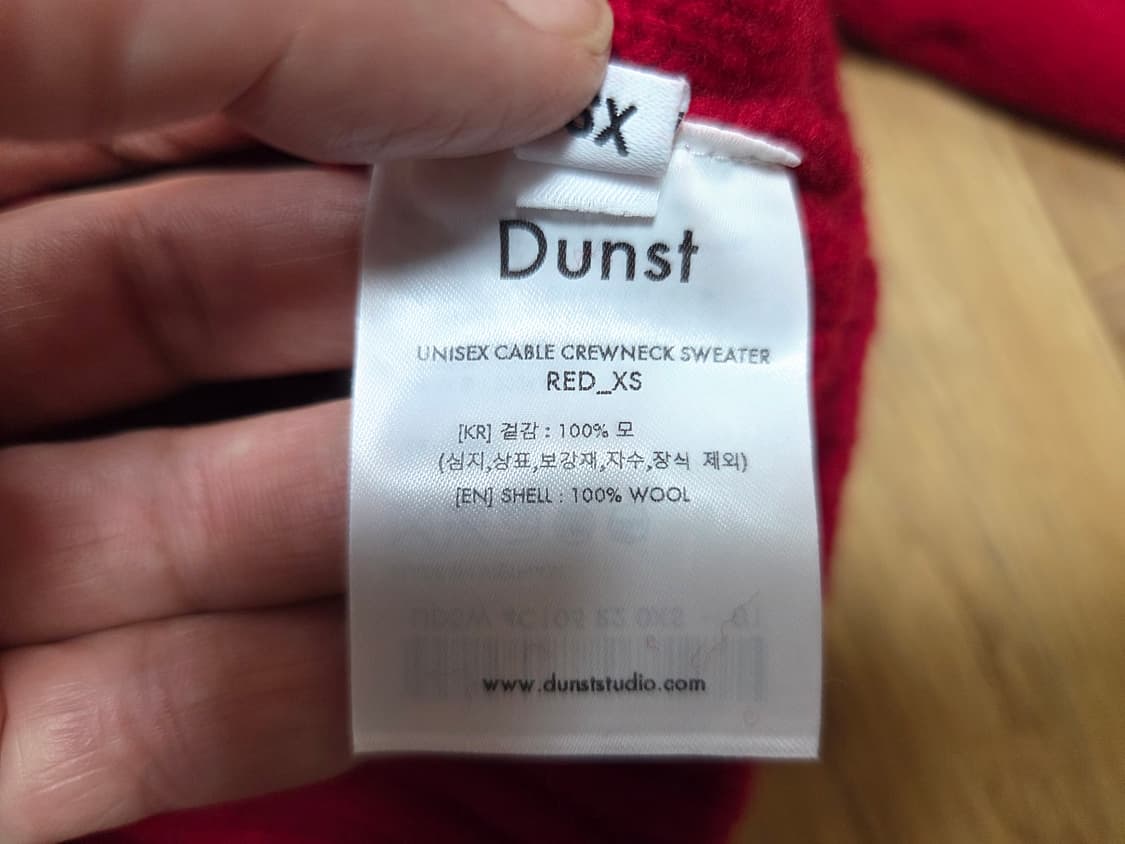 SX
Dunst
UNISEX CABLE CREWNECK SWEATER
RED_XS
[KR] 겉감 : 100% 모
(심지,상표,보강재,자수,장식 제외)
[EN] SHELL : 100% WOOL
www.dunststudio.com